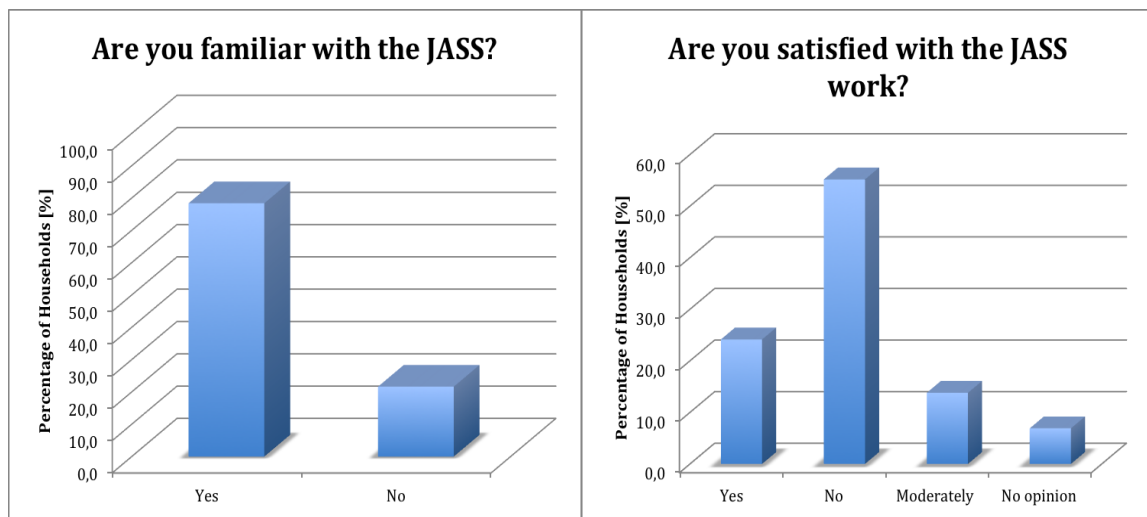 Are you familiar with the JASS?
Percentage of Households [%]
100,0
90,0
80,0
70,0
60,0
50,0
40,0
30,0
20,0
10,0
0,0
Yes No
Are you satisfied with the JASS
work?
Percentage of Households [%]
60,0
50,0
40,0
30,0
20,0
10,0
0,0
Yes No Moderately No opinion